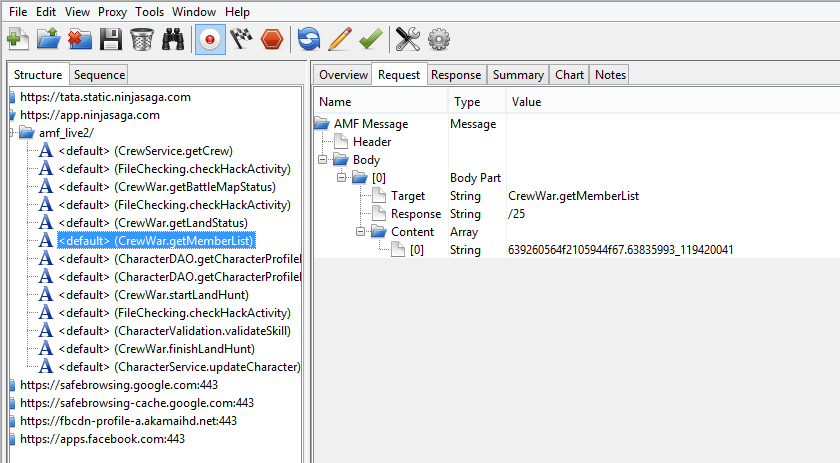 File Edit View Proxy Tools Window Help
Structure Sequence
https://tata.static.ninjasaga.com
https://app.ninjasaga.com
amf_live2/
<default> (CrewService.getCrew)
<default> (FileChecking.checkHackActivity)
<default> (CrewWar.getBattleMapStatus)
<default> (FileChecking.checkHackActivity)
<default> (CrewWar.getLandStatus)
<default> (CrewWar.getMemberList)
<default> (CharacterDAO.getCharacterProfile
<default> (CharacterDAO.getCharacterProfile
<default> (CrewWar.startLandHunt)
<default> (FileChecking.checkHackActivity)
<default> (CharacterValidation.validateSkill)
<default> (CrewWar.finishLandHunt)
<default> (CharacterService.updateCharacter)
https://safebrowsing.google.com:443
https://safebrowsing-cache.google.com:443
https://fbcdn-profile-a.akamaihd.net:443
https://apps.facebook.com:443
Overview Request Response Summary Chart Notes
Name Type Value
AMF Message Message
Header
Body
[0] Body Part
Target String CrewWar.getMemberList
Response String /25
Content Array
[0] String 639260564f2105944f67.63835993_119420041